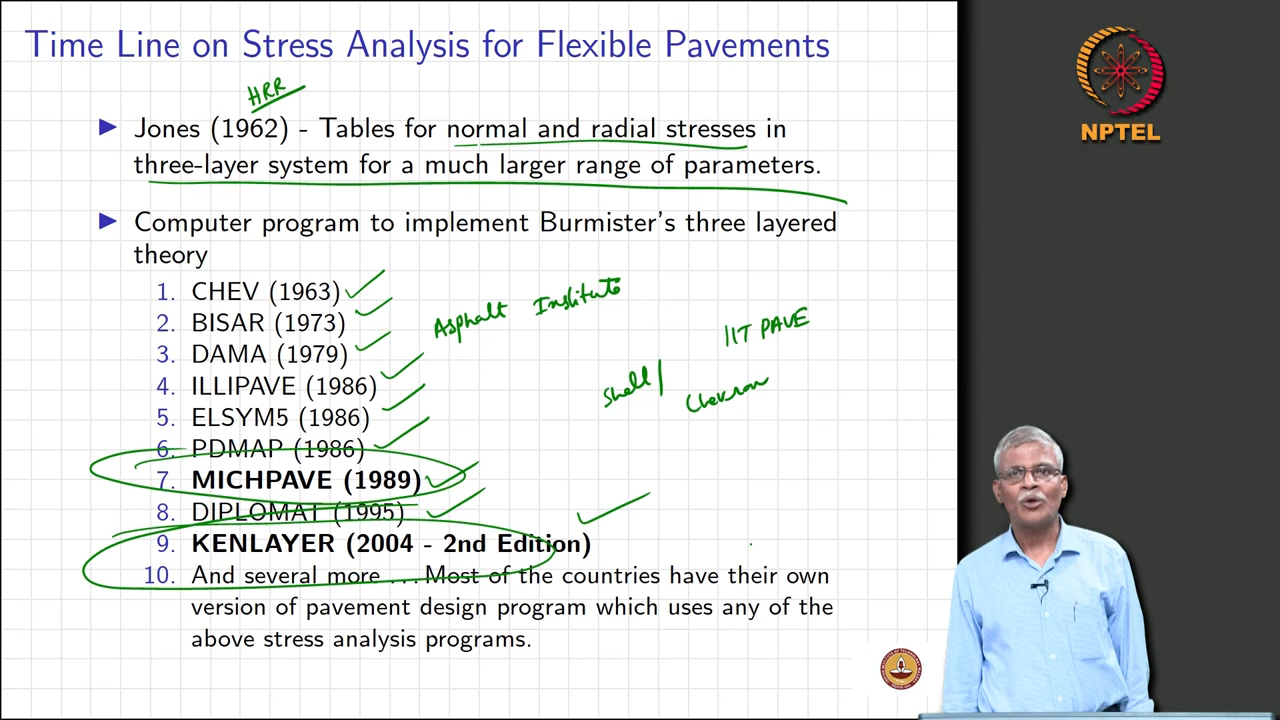 Time Line on Stress Analysis for Flexible Pavements
HRR
▶ Jones (1962) - Tables for normal and radial stresses in
three-layer system for a much larger range of parameters.
▶ Computer program to implement Burmister's three layered
theory
1. CHEV (1963)
2. BISAR (1973)
3. DAMA (1979)
4. ILLIPAVE (1986)
5. ELSYM5 (1986)
6. PDMAP (1986)
7. MICHPAVE (1989)
8. DIPLOMAT (1995)
9. KENLAYER (2004 - 2nd Edition)
10. And several more ... Most of the countries have their own
version of pavement design program which uses any of the
above stress analysis programs.
Asphalt Institute
IIT PAVE
Shell/
Chevron
NPTEL